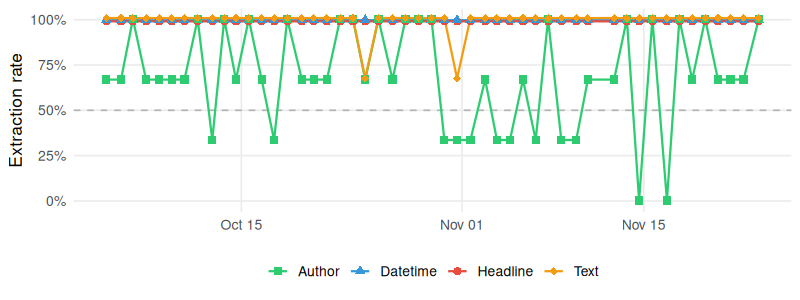 Extraction rate
100%
75%
50%
25%
0%
Oct 15
Nov 01
Nov 15
Author
Datetime
Headline
Text